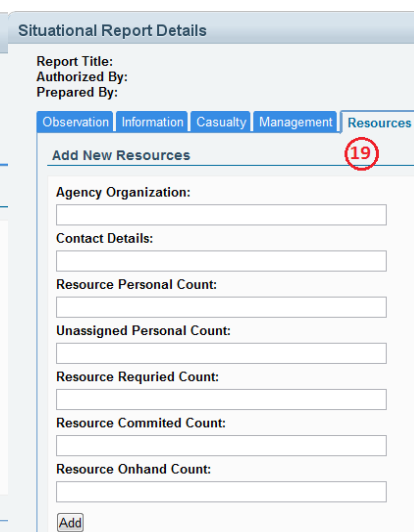 Situational Report Details
Report Title:
Authorized By:
Prepared By:
Observation Information Casualty Management Resources
19
Add New Resources
Agency Organization:
Contact Details:
Resource Personal Count:
Unassigned Personal Count:
Resource Requried Count:
Resource Commited Count:
Resource Onhand Count:
Add